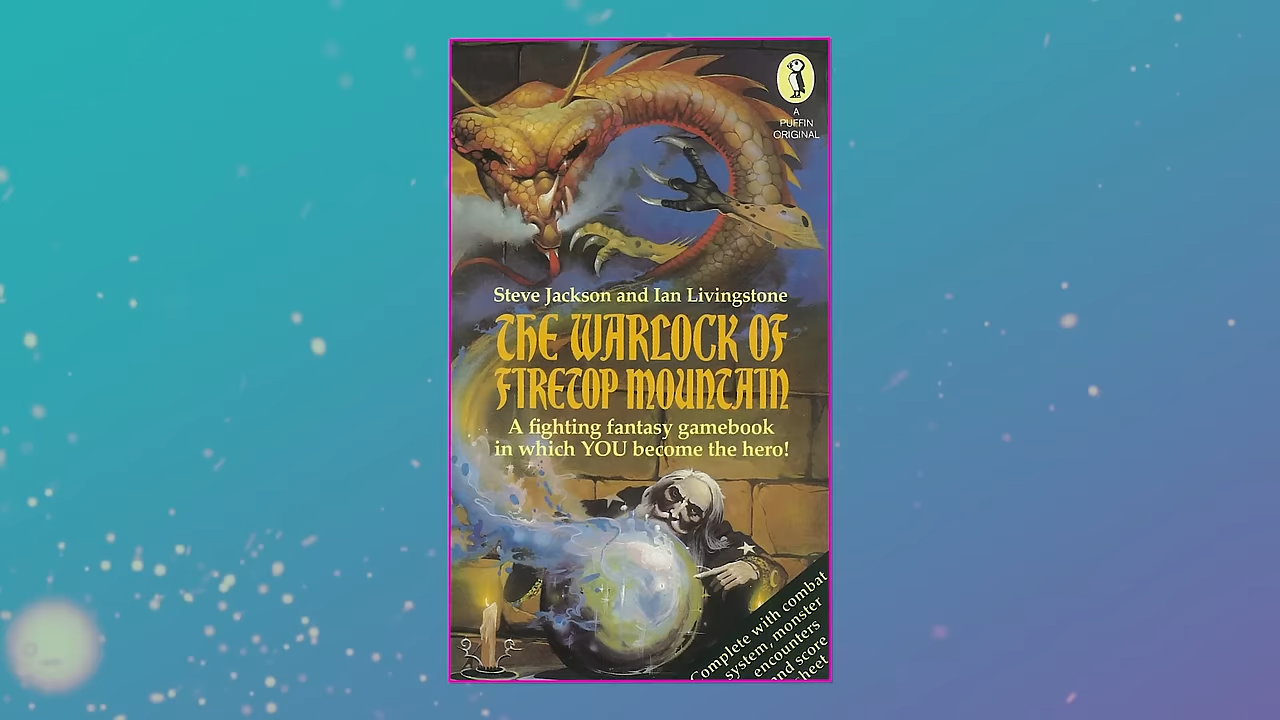 A
PUFFIN
ORIGINAL
Steve Jackson and Ian Livingstone
THE WARLOCK OF
FIRETOP MOUNTAIN
A fighting fantasy gamebook
in which YOU become the hero!
Complete with combat
system, monster
encounters
and score
sheet